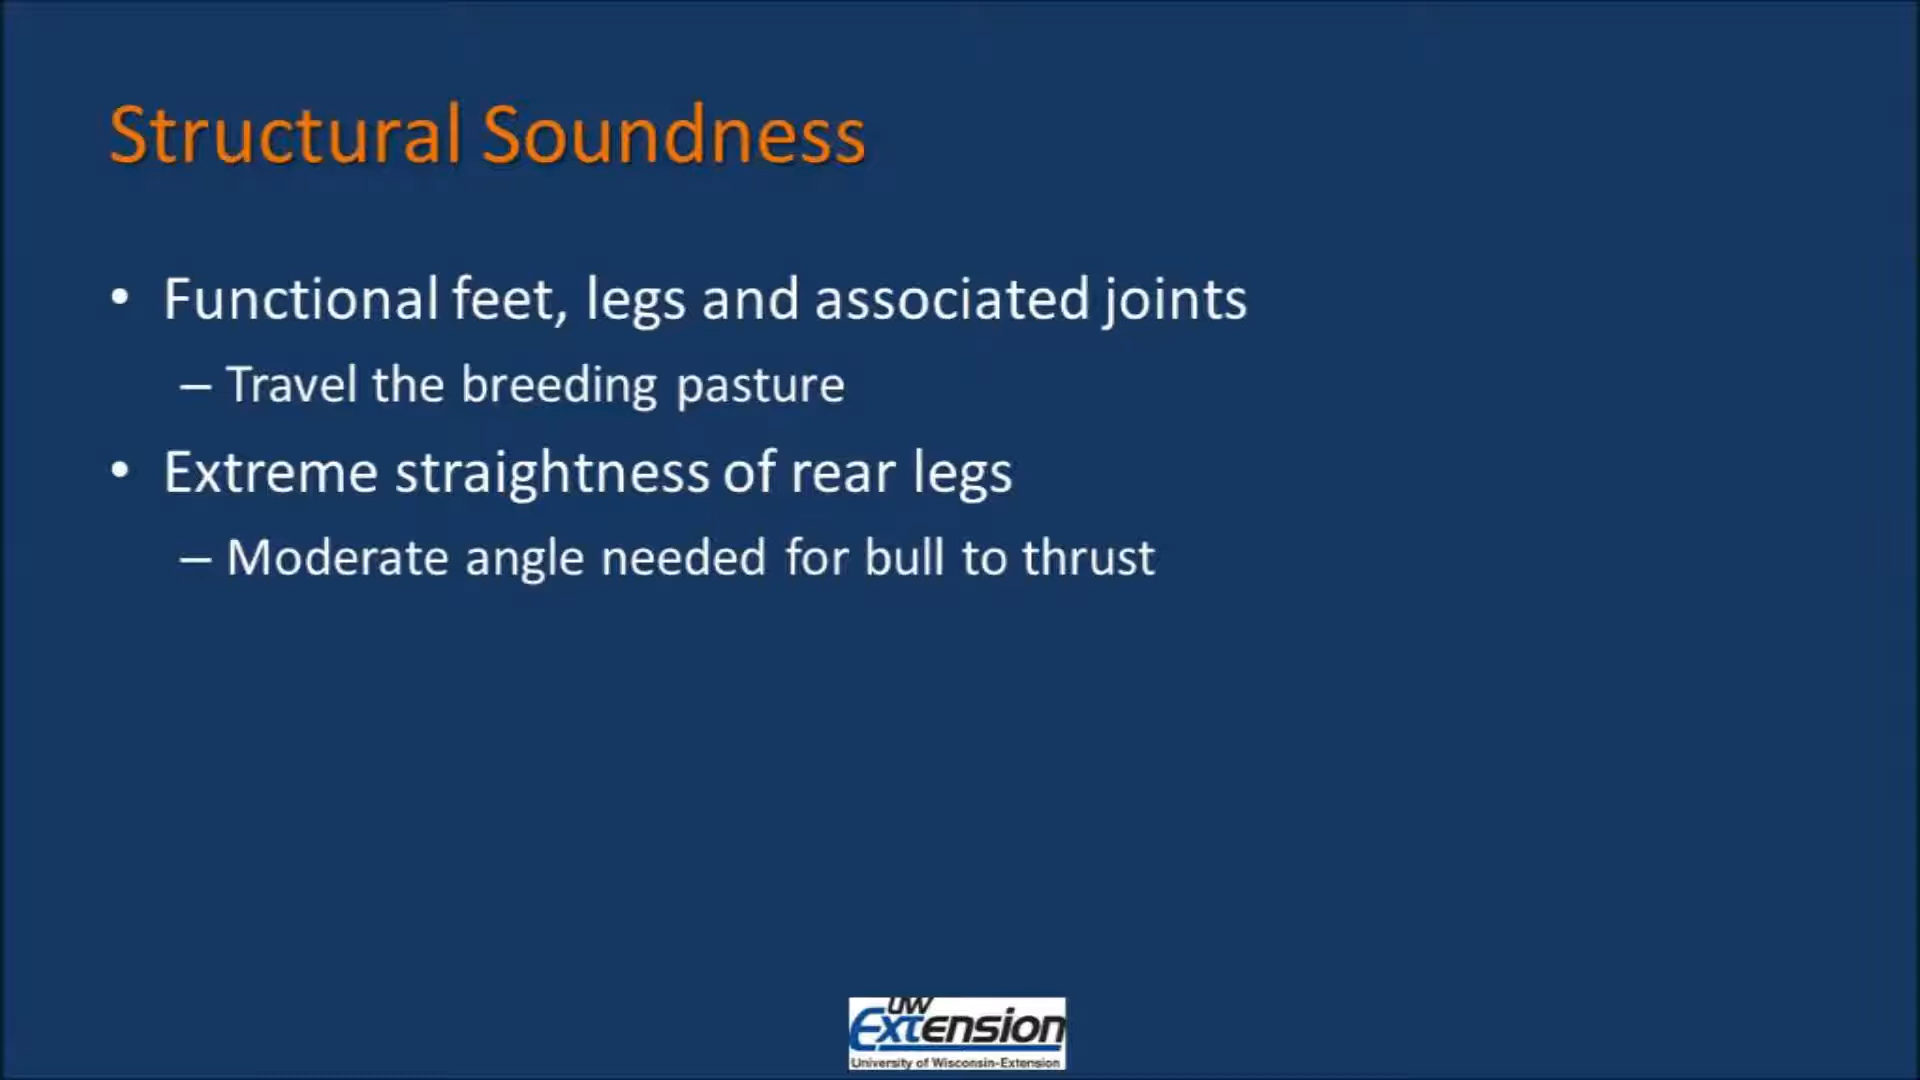 Structural Soundness
• Functional feet, legs and associated joints
– Travel the breeding pasture
• Extreme straightness of rear legs
– Moderate angle needed for bull to thrust
UW
Extension
University of Wisconsin-Extension